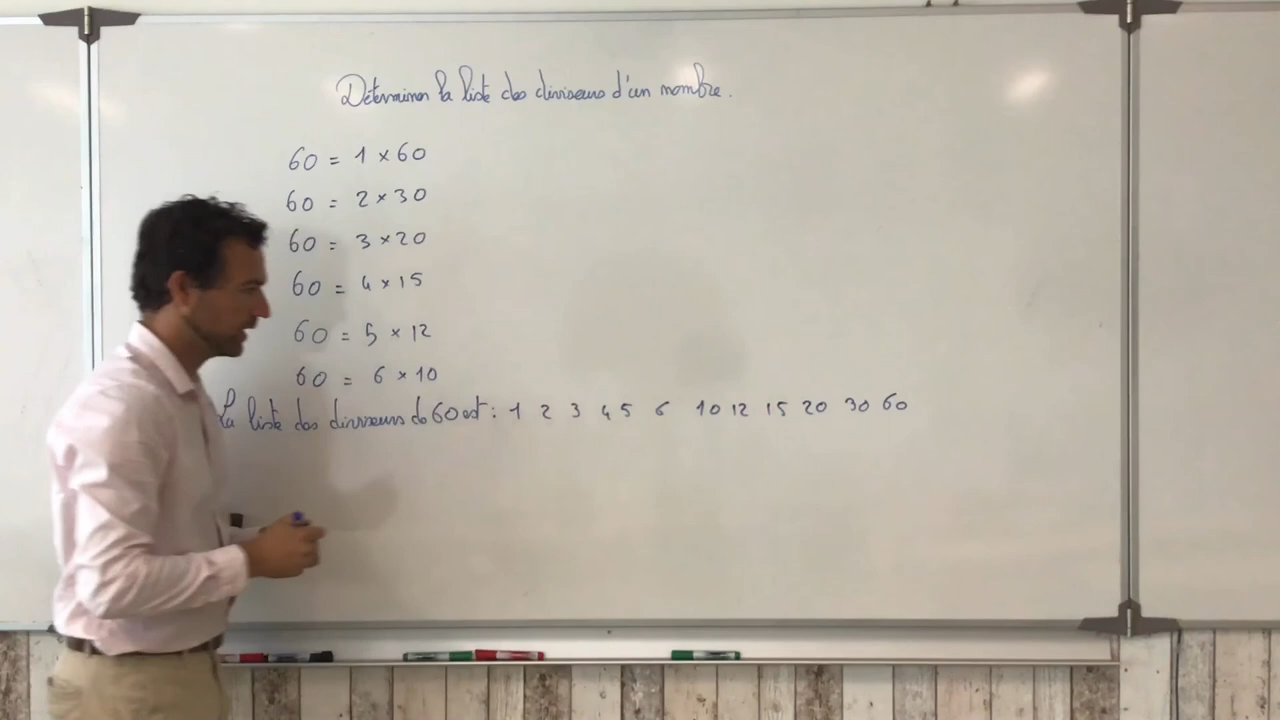 Déterminer la liste des diviseurs d'un nombre.
60 = 1 × 60
60 = 2 × 30
60 = 3 × 20
60 = 4 × 15
60 = 5 × 12
60 = 6 × 10
La liste des diviseurs de 60 est : 1 2 3 4 5 6 10 12 15 20 30 60